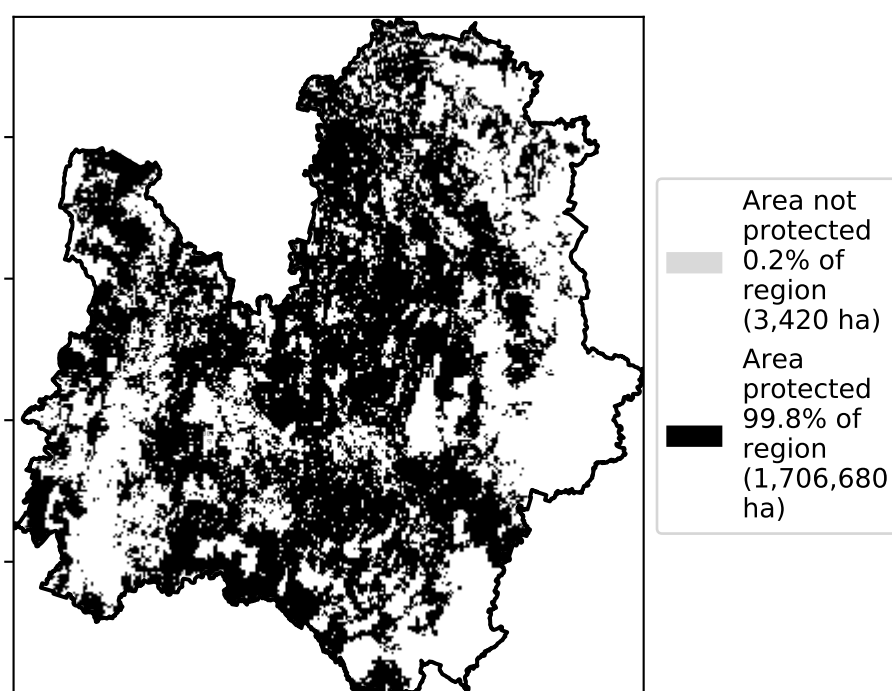 Area not
protected
0.2% of
region
(3,420 ha)
Area
protected
99.8% of
region
(1,706,680
ha)